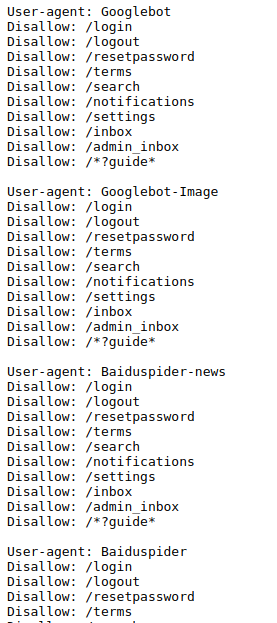 User-agent: Googlebot
Disallow: /login
Disallow: /logout
Disallow: /resetpassword
Disallow: /terms
Disallow: /search
Disallow: /notifications
Disallow: /settings
Disallow: /inbox
Disallow: /admin_inbox
Disallow: /*?guide*

User-agent: Googlebot-Image
Disallow: /login
Disallow: /logout
Disallow: /resetpassword
Disallow: /terms
Disallow: /search
Disallow: /notifications
Disallow: /settings
Disallow: /inbox
Disallow: /admin_inbox
Disallow: /*?guide*

User-agent: Baiduspider-news
Disallow: /login
Disallow: /logout
Disallow: /resetpassword
Disallow: /terms
Disallow: /search
Disallow: /notifications
Disallow: /settings
Disallow: /inbox
Disallow: /admin_inbox
Disallow: /*?guide*

User-agent: Baiduspider
Disallow: /login
Disallow: /logout
Disallow: /resetpassword
Disallow: /terms